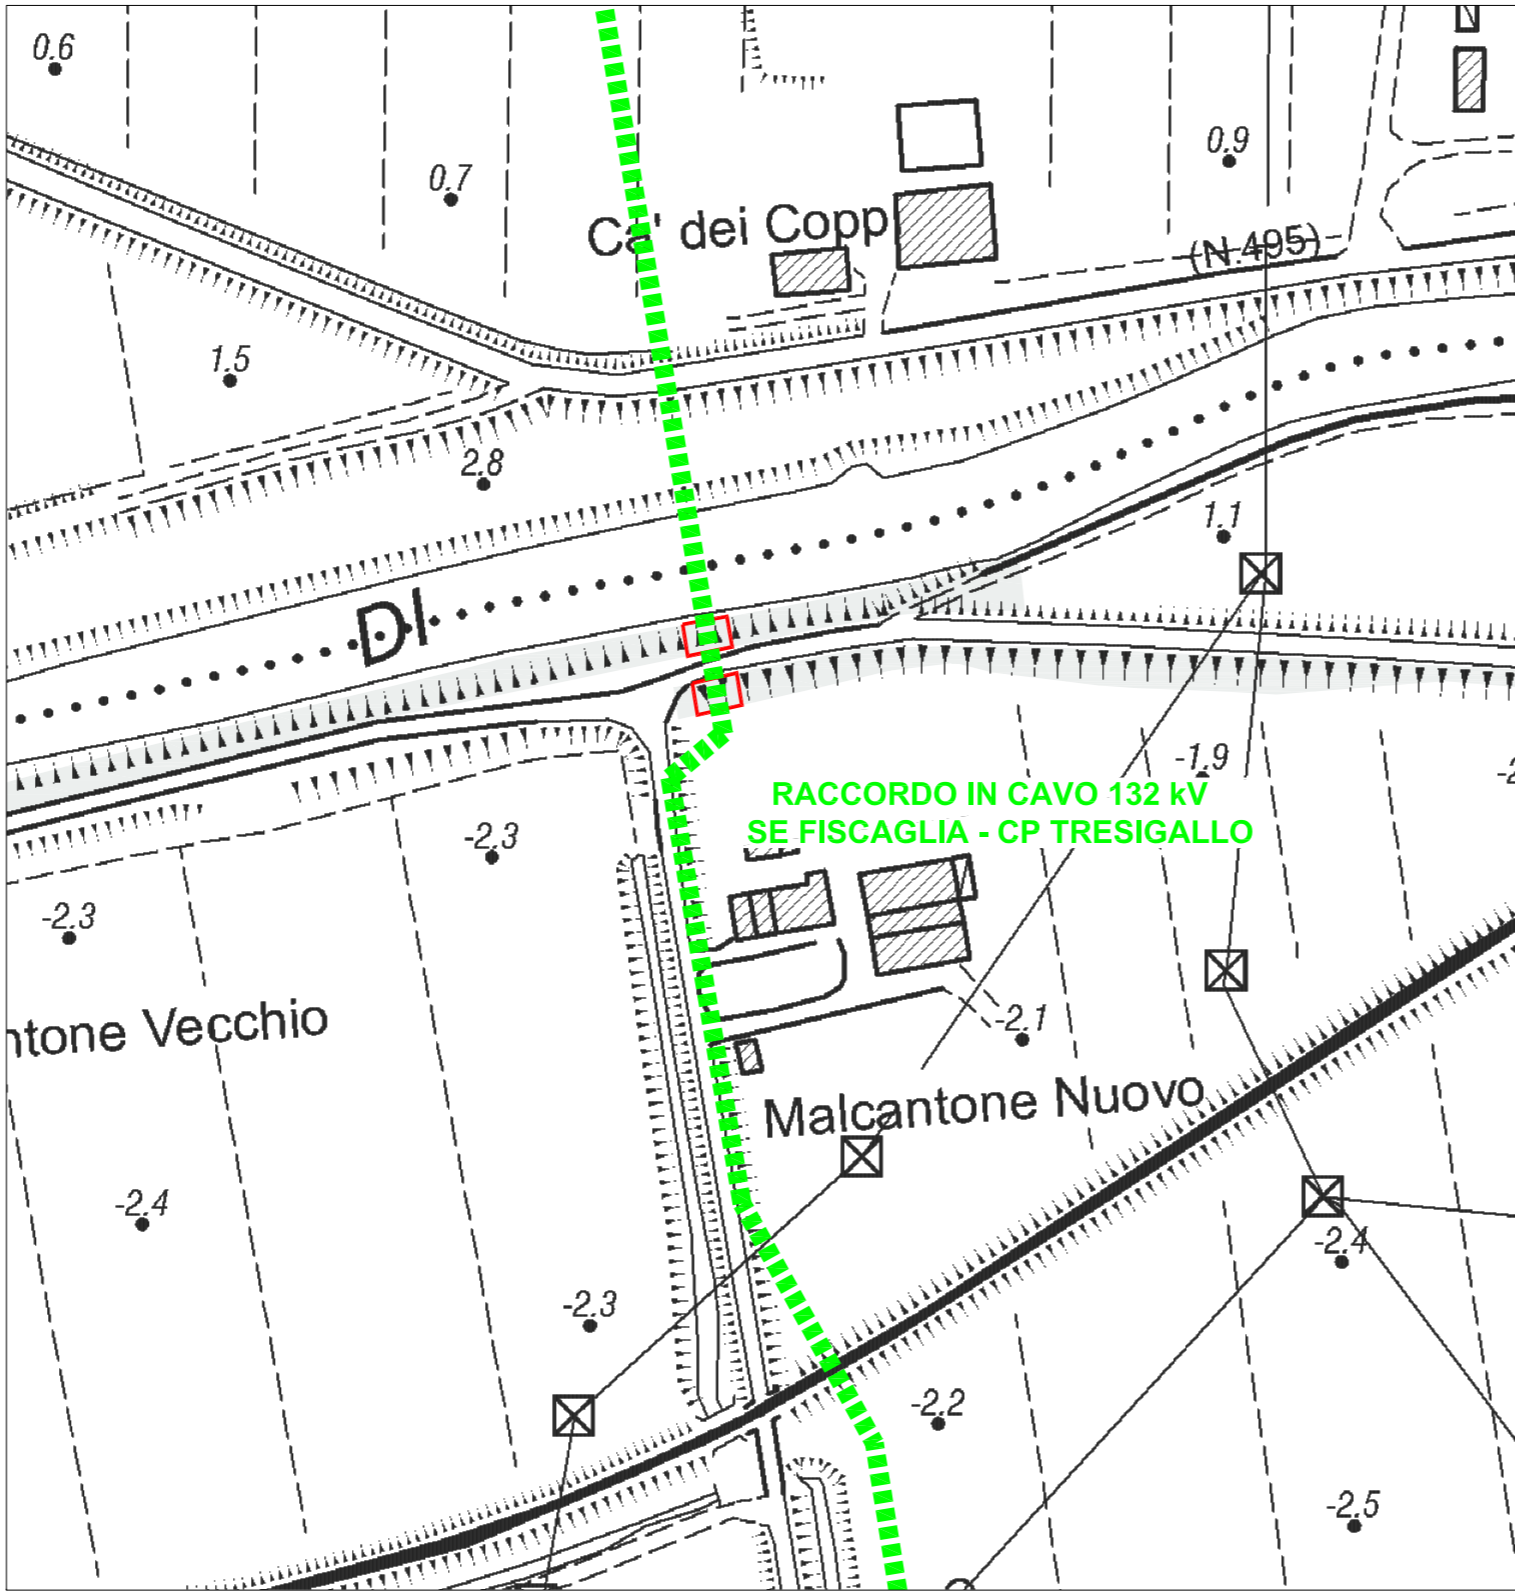 0.6
0.7
0.9
Ca' dei Copp
(N.495)
1.5
2.8
1.1
DI
-1.9
-2
RACCORDO IN CAVO 132 kV
SE FISCAGLIA - CP TRESIGALLO
-2.3
-2.3
ntone Vecchio
-2.1
Malcantone Nuovo
-2.4
-2.4
-2.3
-2.2
-2.5